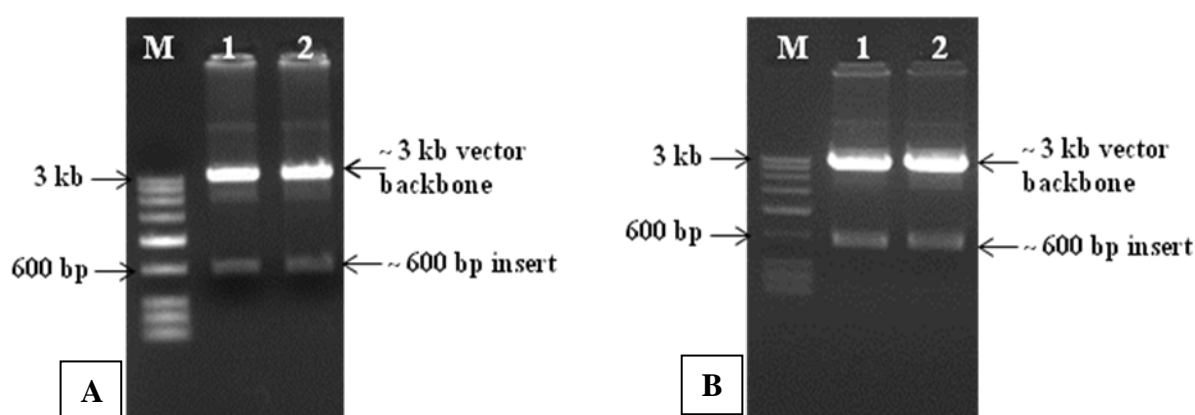 M 1 2
3 kb
~ 3 kb vector
backbone
600 bp
~ 600 bp insert
A
M 1 2
3 kb
~ 3 kb vector
backbone
600 bp
~ 600 bp insert
B